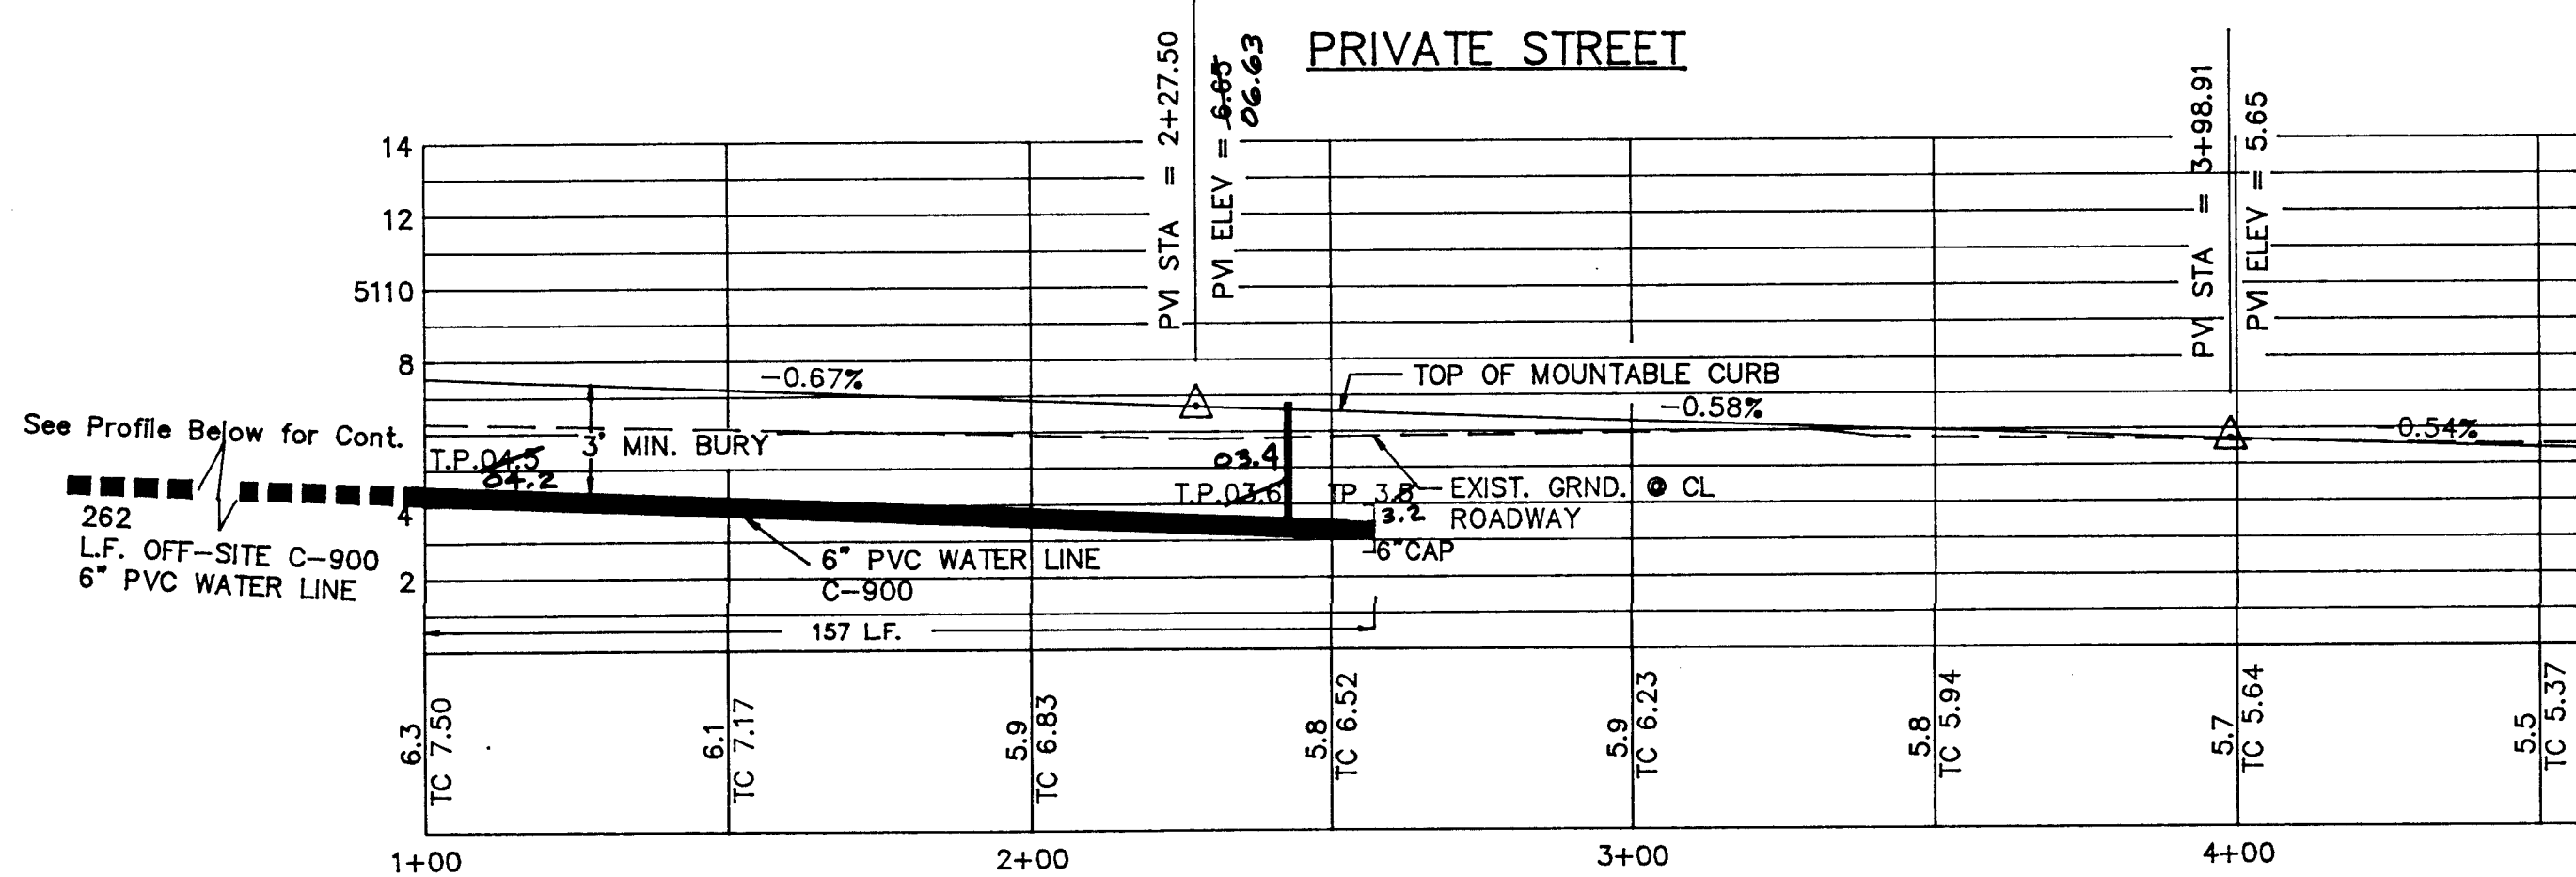 PRIVATE STREET
PVI STA = 2+27.50
PVI ELEV = 6.65
06.63
PVI STA = 3+98.91
PVI ELEV = 5.65
14
12
5110
8
4
2
-0.67%
TOP OF MOUNTABLE CURB
-0.58%
-0.54%
See Profile Below for Cont.
3' MIN. BURY
T.P.04.5
04.2
03.4
T.P.03.6
TP 3.5
3.2
EXIST. GRND. @ CL
ROADWAY
262
L.F. OFF-SITE C-900
6" PVC WATER LINE
6" PVC WATER LINE
C-900
6"CAP
157 L.F.
6.3
TC 7.50
6.1
TC 7.17
5.9
TC 6.83
5.8
TC 6.52
5.9
TC 6.23
5.8
TC 5.94
5.7
TC 5.64
5.5
TC 5.37
1+00
2+00
3+00
4+00